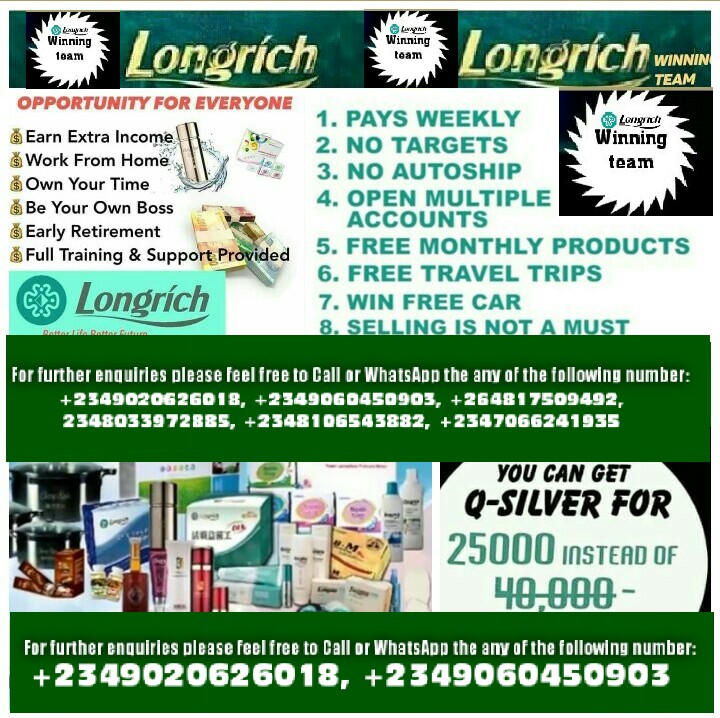 Longrich
Winning
team
Longrích
Longrich
Winning
team
Longrích
WINNIN
TEAM
OPPORTUNITY FOR EVERYONE
Earn Extra Income
Work From Home
Own Your Time
Be Your Own Boss
Early Retirement
Full Training & Support Provided
Longrích
Better Life Better Future
1. PAYS WEEKLY
2. NO TARGETS
3. NO AUTOSHIP
4. OPEN MULTIPLE
ACCOUNTS
5. FREE MONTHLY PRODUCTS
6. FREE TRAVEL TRIPS
7. WIN FREE CAR
8. SELLING IS NOT A MUST
Longrich
Winning
team
For further enquiries please feel free to Call or WhatsApp the any of the following number:
+2349020626018, +2349060450903, +264817509492,
2348033972885, +2348106543882, +2347066241935
YOU CAN GET
Q-SILVER FOR
25000 INSTEAD OF
40,000-
For further enquiries please feel free to Call or WhatsApp the any of the following number:
+2349020626018, +2349060450903